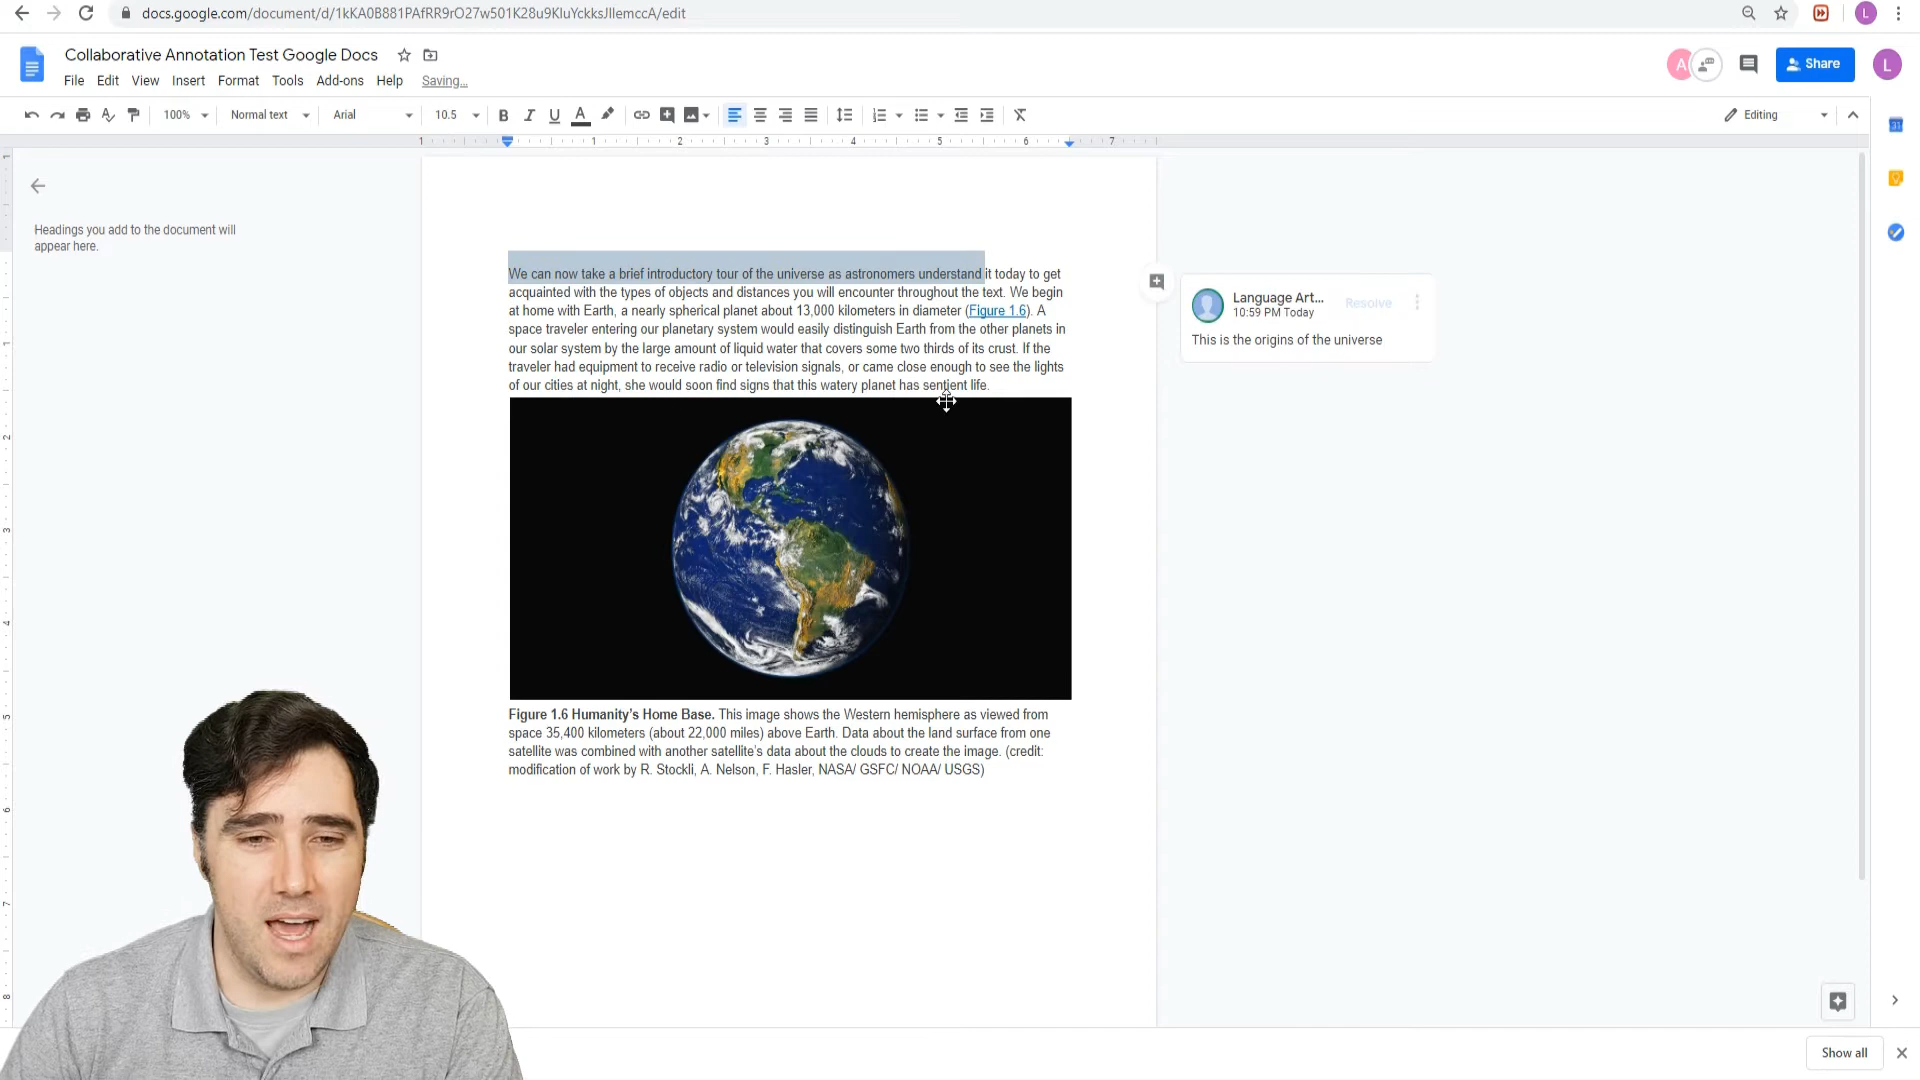 docs.google.com/document/d/1kKA0B881PAfRR9rO27w501K28u9KIuYckksJIIemccA/edit
L
Collaborative Annotation Test Google Docs
File Edit View Insert Format Tools Add-ons Help Saving...
A
Share
L
100% Normal text Arial 10.5 B I U A
Editing
1 1 2 3 4 5 6 7
Headings you add to the document will
appear here.
We can now take a brief introductory tour of the universe as astronomers understand it today to get
acquainted with the types of objects and distances you will encounter throughout the text. We begin
at home with Earth, a nearly spherical planet about 13,000 kilometers in diameter (Figure 1.6). A
space traveler entering our planetary system would easily distinguish Earth from the other planets in
our solar system by the large amount of liquid water that covers some two thirds of its crust. If the
traveler had equipment to receive radio or television signals, or came close enough to see the lights
of our cities at night, she would soon find signs that this watery planet has sentient life.
Language Art... Resolve
10:59 PM Today
This is the origins of the universe
Figure 1.6 Humanity's Home Base. This image shows the Western hemisphere as viewed from
space 35,400 kilometers (about 22,000 miles) above Earth. Data about the land surface from one
satellite was combined with another satellite's data about the clouds to create the image. (credit:
modification of work by R. Stockli, A. Nelson, F. Hasler, NASA/ GSFC/ NOAA/ USGS)
Show all